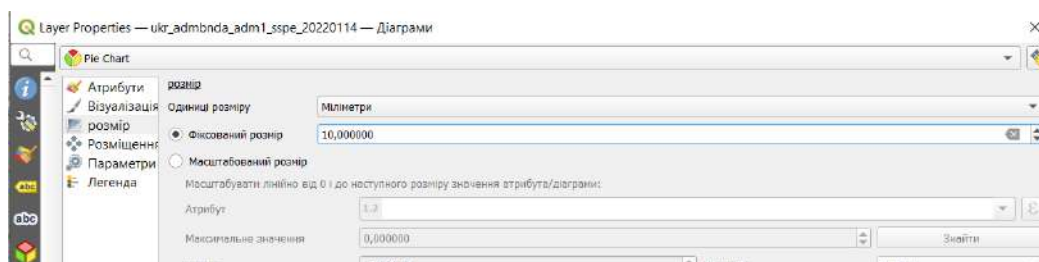 Layer Properties — ukr_admbnda_adm1_sspe_20220114 — Діаграми
Pie Chart
Атрибути
розмір
Візуалізація
Одиниці розміру
Міліметри
розмір
Фіксований розмір
10,000000
Розміщення
Параметри
Масштабований розмір
Легенда
Масштабувати лінійно від 0 і до наступного розміру значення атрибута/діаграми:
abc
Атрибут
1.2
abc
Максимальне значення
0,000000
Знайти